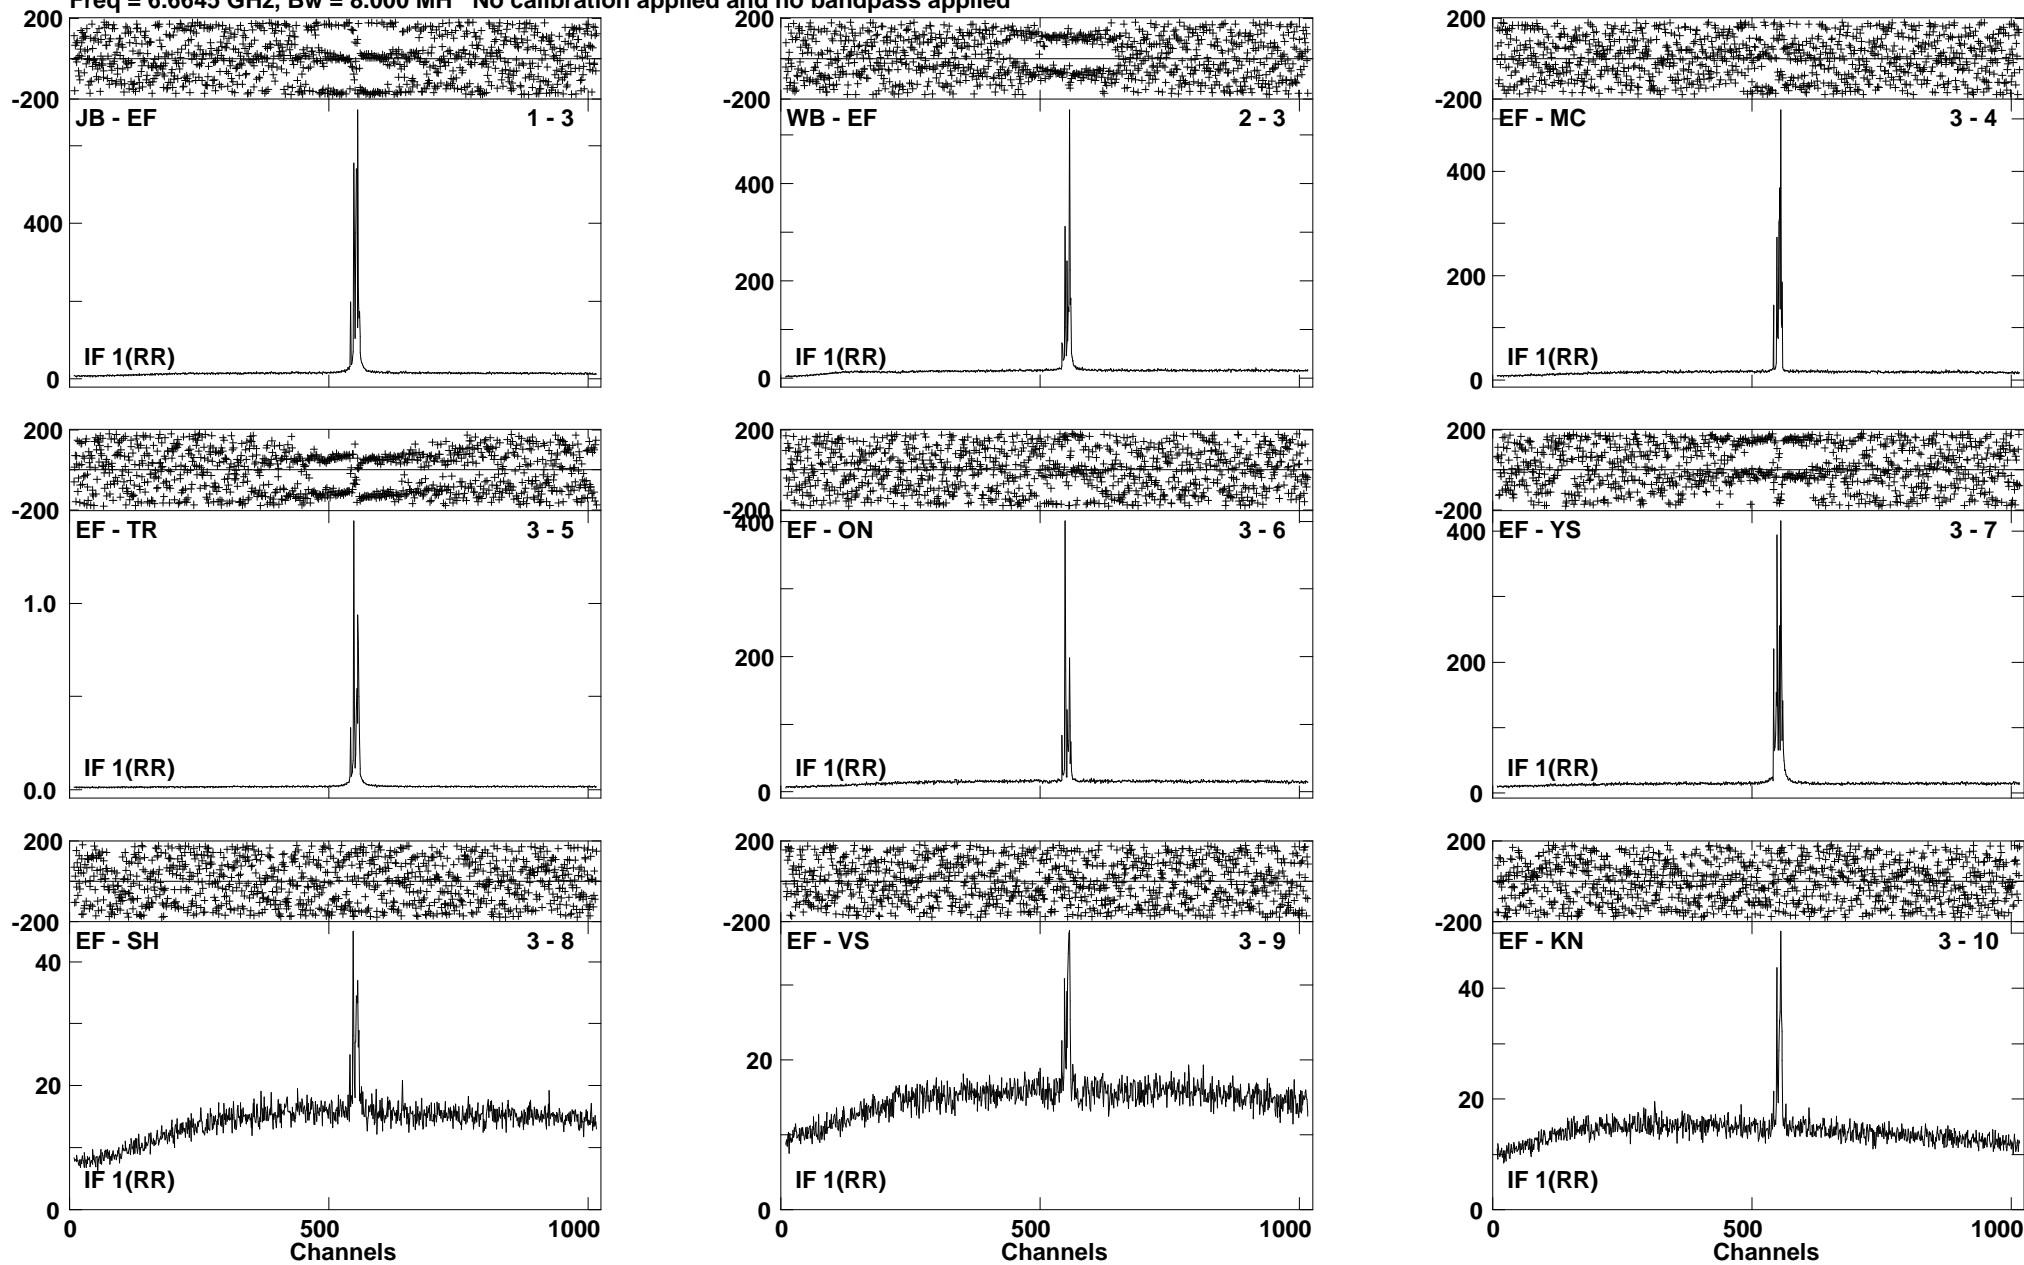 Freq = 6.6645 GHz, Bw = 8.000 MH No calibration applied and no bandpass applied
200
-200
JB - EF
1 - 3
400
0
IF 1(RR)
200
-200
WB - EF
2 - 3
400
200
0
IF 1(RR)
200
-200
EF - MC
3 - 4
400
200
0
IF 1(RR)
200
-200
EF - TR
3 - 5
1.0
0.0
IF 1(RR)
200
-200
400
EF - ON
3 - 6
200
0
IF 1(RR)
200
-200
EF - YS
3 - 7
400
200
0
IF 1(RR)
200
-200
EF - SH
3 - 8
40
20
0
IF 1(RR)
0
500
1000
Channels
200
-200
EF - VS
3 - 9
20
0
IF 1(RR)
0
500
1000
Channels
200
-200
EF - KN
3 - 10
40
20
0
IF 1(RR)
0
500
1000
Channels